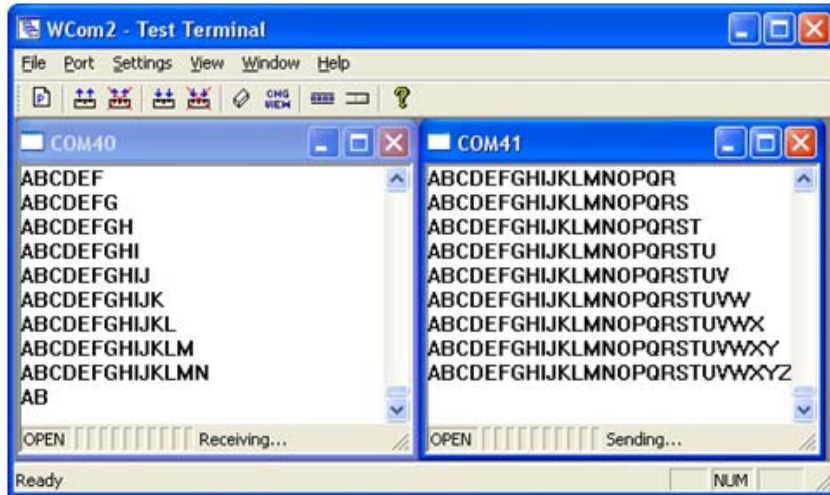 WCom2 - Test Terminal
File Port Settings View Window Help
P CHG VIEW ?
COM40
ABCDEF
ABCDEFG
ABCDEFGH
ABCDEFGHI
ABCDEFGHIJ
ABCDEFGHIJK
ABCDEFGHIJKL
ABCDEFGHIJKLM
ABCDEFGHIJKLMN
AB
OPEN Receiving...
COM41
ABCDEFGHIJKLMNOPQR
ABCDEFGHIJKLMNOPQRS
ABCDEFGHIJKLMNOPQRST
ABCDEFGHIJKLMNOPQRSTU
ABCDEFGHIJKLMNOPQRSTUV
ABCDEFGHIJKLMNOPQRSTUVW
ABCDEFGHIJKLMNOPQRSTUVWX
ABCDEFGHIJKLMNOPQRSTUVWXY
ABCDEFGHIJKLMNOPQRSTUVWXYZ
OPEN Sending...
Ready NUM